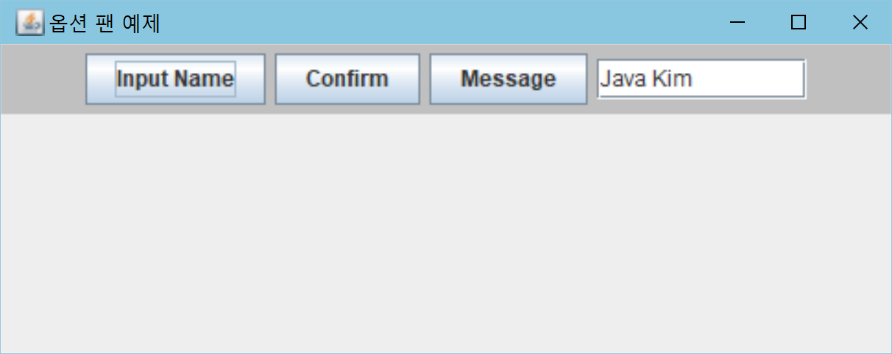 옵션 팬 예제
Input Name Confirm Message Java Kim